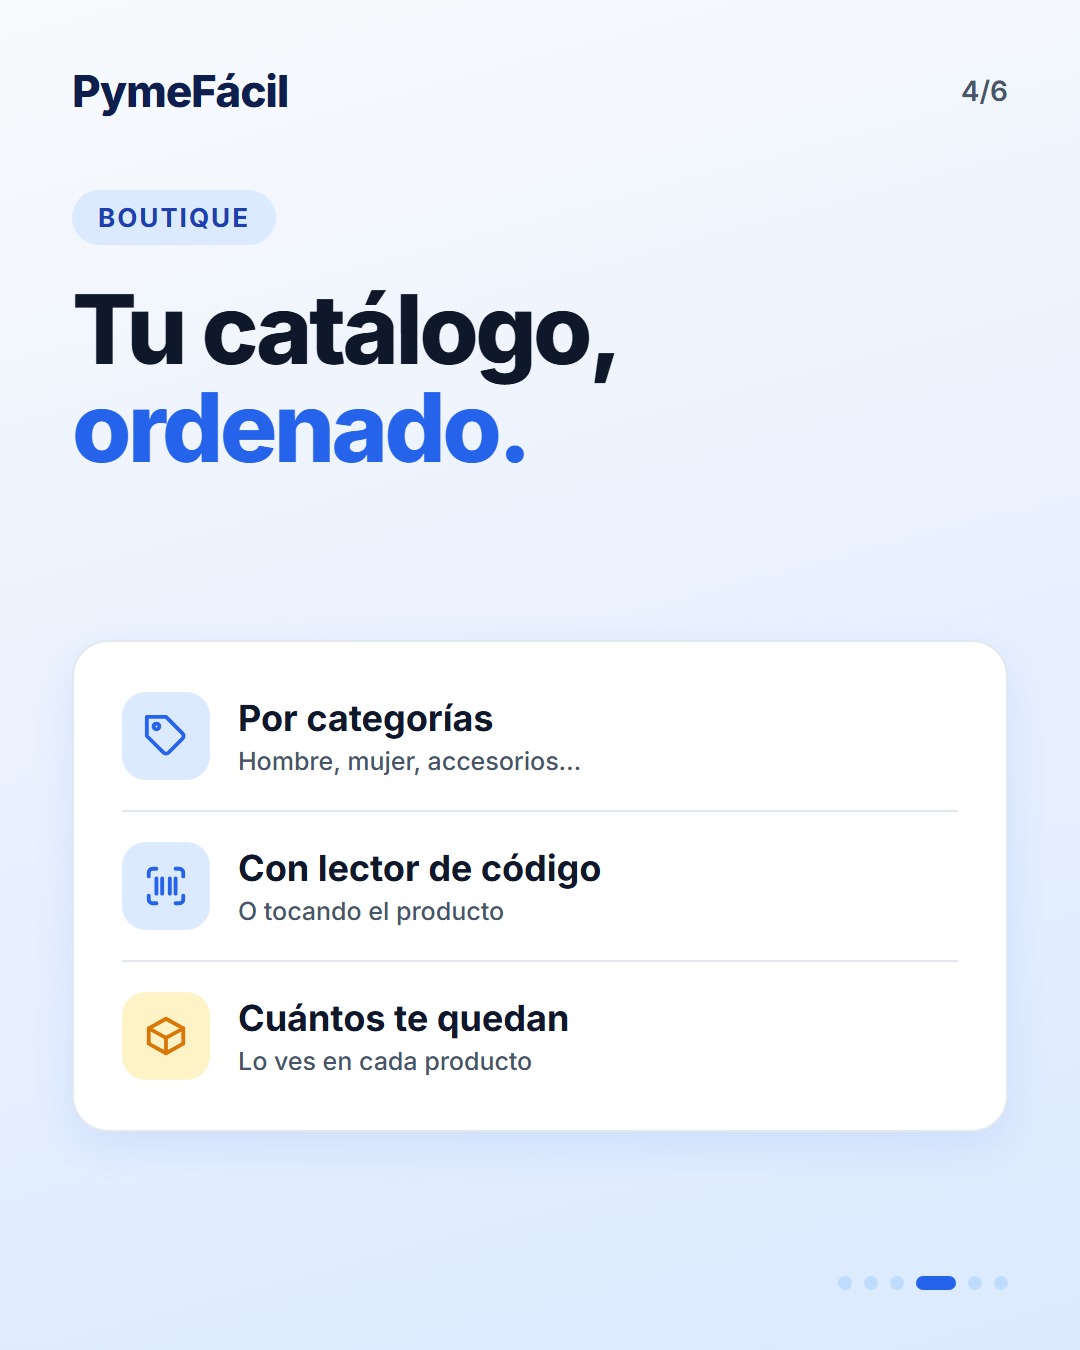 PymeFácil
4/6
BOUTIQUE
Tu catálogo,
ordenado.
Por categorías
Hombre, mujer, accesorios...
Con lector de código
O tocando el producto
Cuántos te quedan
Lo ves en cada producto